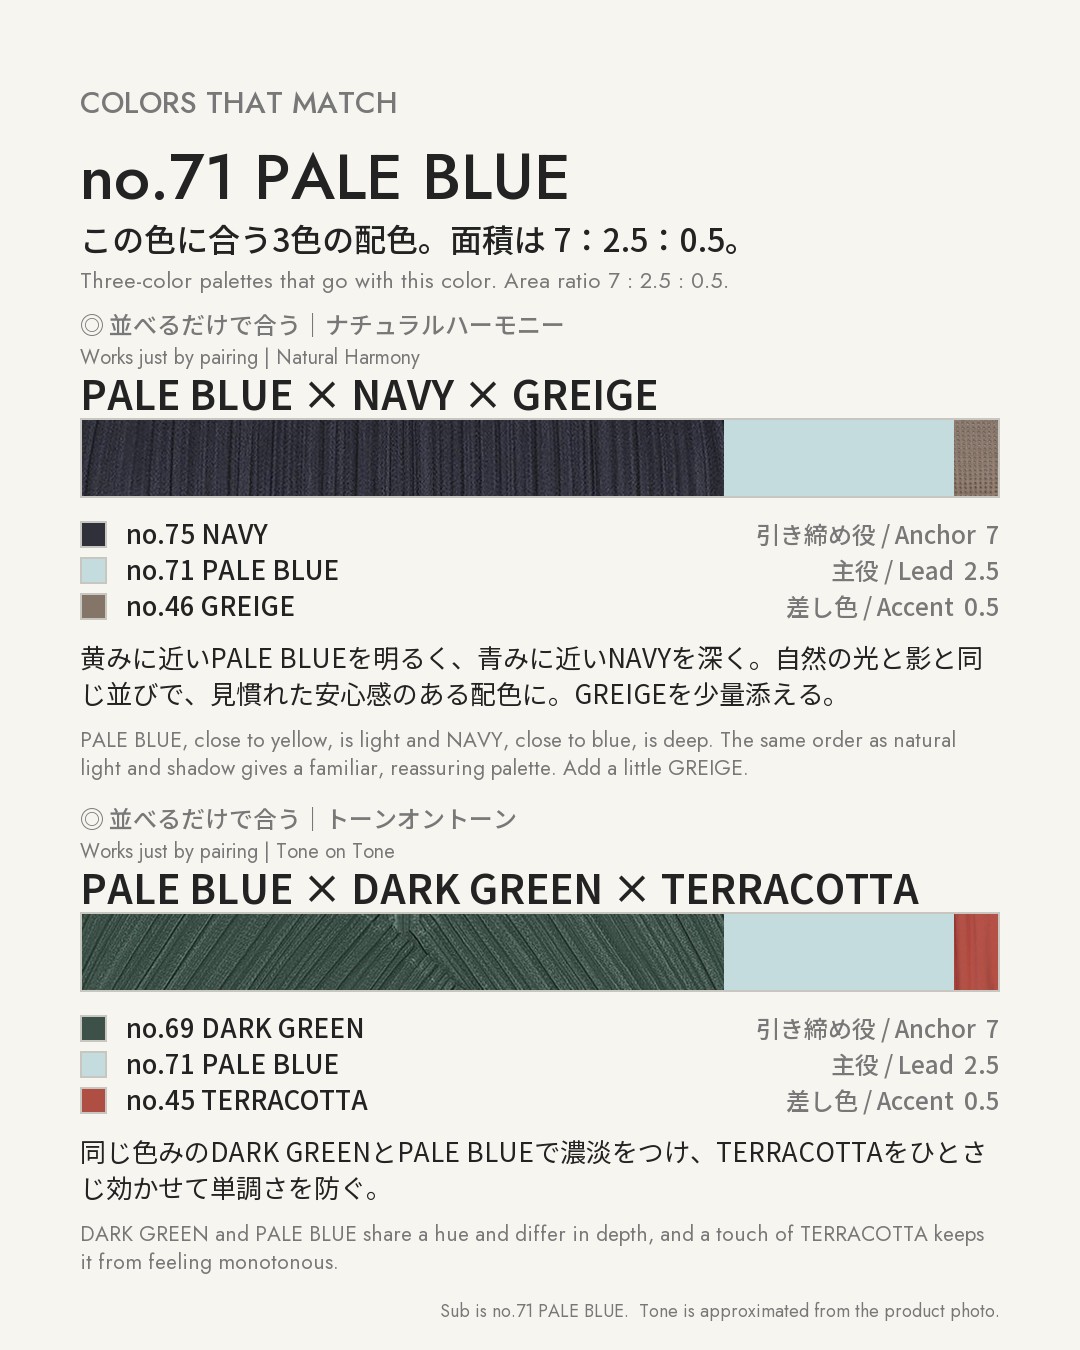 COLORS THAT MATCH
no.71 PALE BLUE
この色に合う3色の配色。面積は 7：2.5：0.5。
Three-color palettes that go with this color. Area ratio 7 : 2.5 : 0.5.
◎ 並べるだけで合う｜ナチュラルハーモニー
Works just by pairing | Natural Harmony
PALE BLUE × NAVY × GREIGE
no.75 NAVY 引き締め役 / Anchor 7
no.71 PALE BLUE 主役 / Lead 2.5
no.46 GREIGE 差し色 / Accent 0.5
黄みに近いPALE BLUEを明るく、青みに近いNAVYを深く。自然の光と影と同
じ並びで、見慣れた安心感のある配色に。GREIGEを少量添える。
PALE BLUE, close to yellow, is light and NAVY, close to blue, is deep. The same order as natural
light and shadow gives a familiar, reassuring palette. Add a little GREIGE.
◎ 並べるだけで合う｜トーンオントーン
Works just by pairing | Tone on Tone
PALE BLUE × DARK GREEN × TERRACOTTA
no.69 DARK GREEN 引き締め役 / Anchor 7
no.71 PALE BLUE 主役 / Lead 2.5
no.45 TERRACOTTA 差し色 / Accent 0.5
同じ色みのDARK GREENとPALE BLUEで濃淡をつけ、TERRACOTTAをひとさ
じ効かせて単調さを防ぐ。
DARK GREEN and PALE BLUE share a hue and differ in depth, and a touch of TERRACOTTA keeps
it from feeling monotonous.
Sub is no.71 PALE BLUE. Tone is approximated from the product photo.